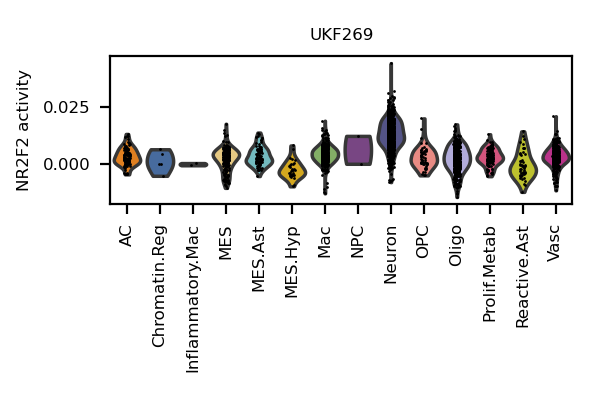 UKF269
NR2F2 activity
0.025
0.000
AC
Chromatin.Reg
Inflammatory.Mac
MES
MES.Ast
MES.Hyp
Mac
NPC
Neuron
OPC
Oligo
Prolif.Metab
Reactive.Ast
Vasc